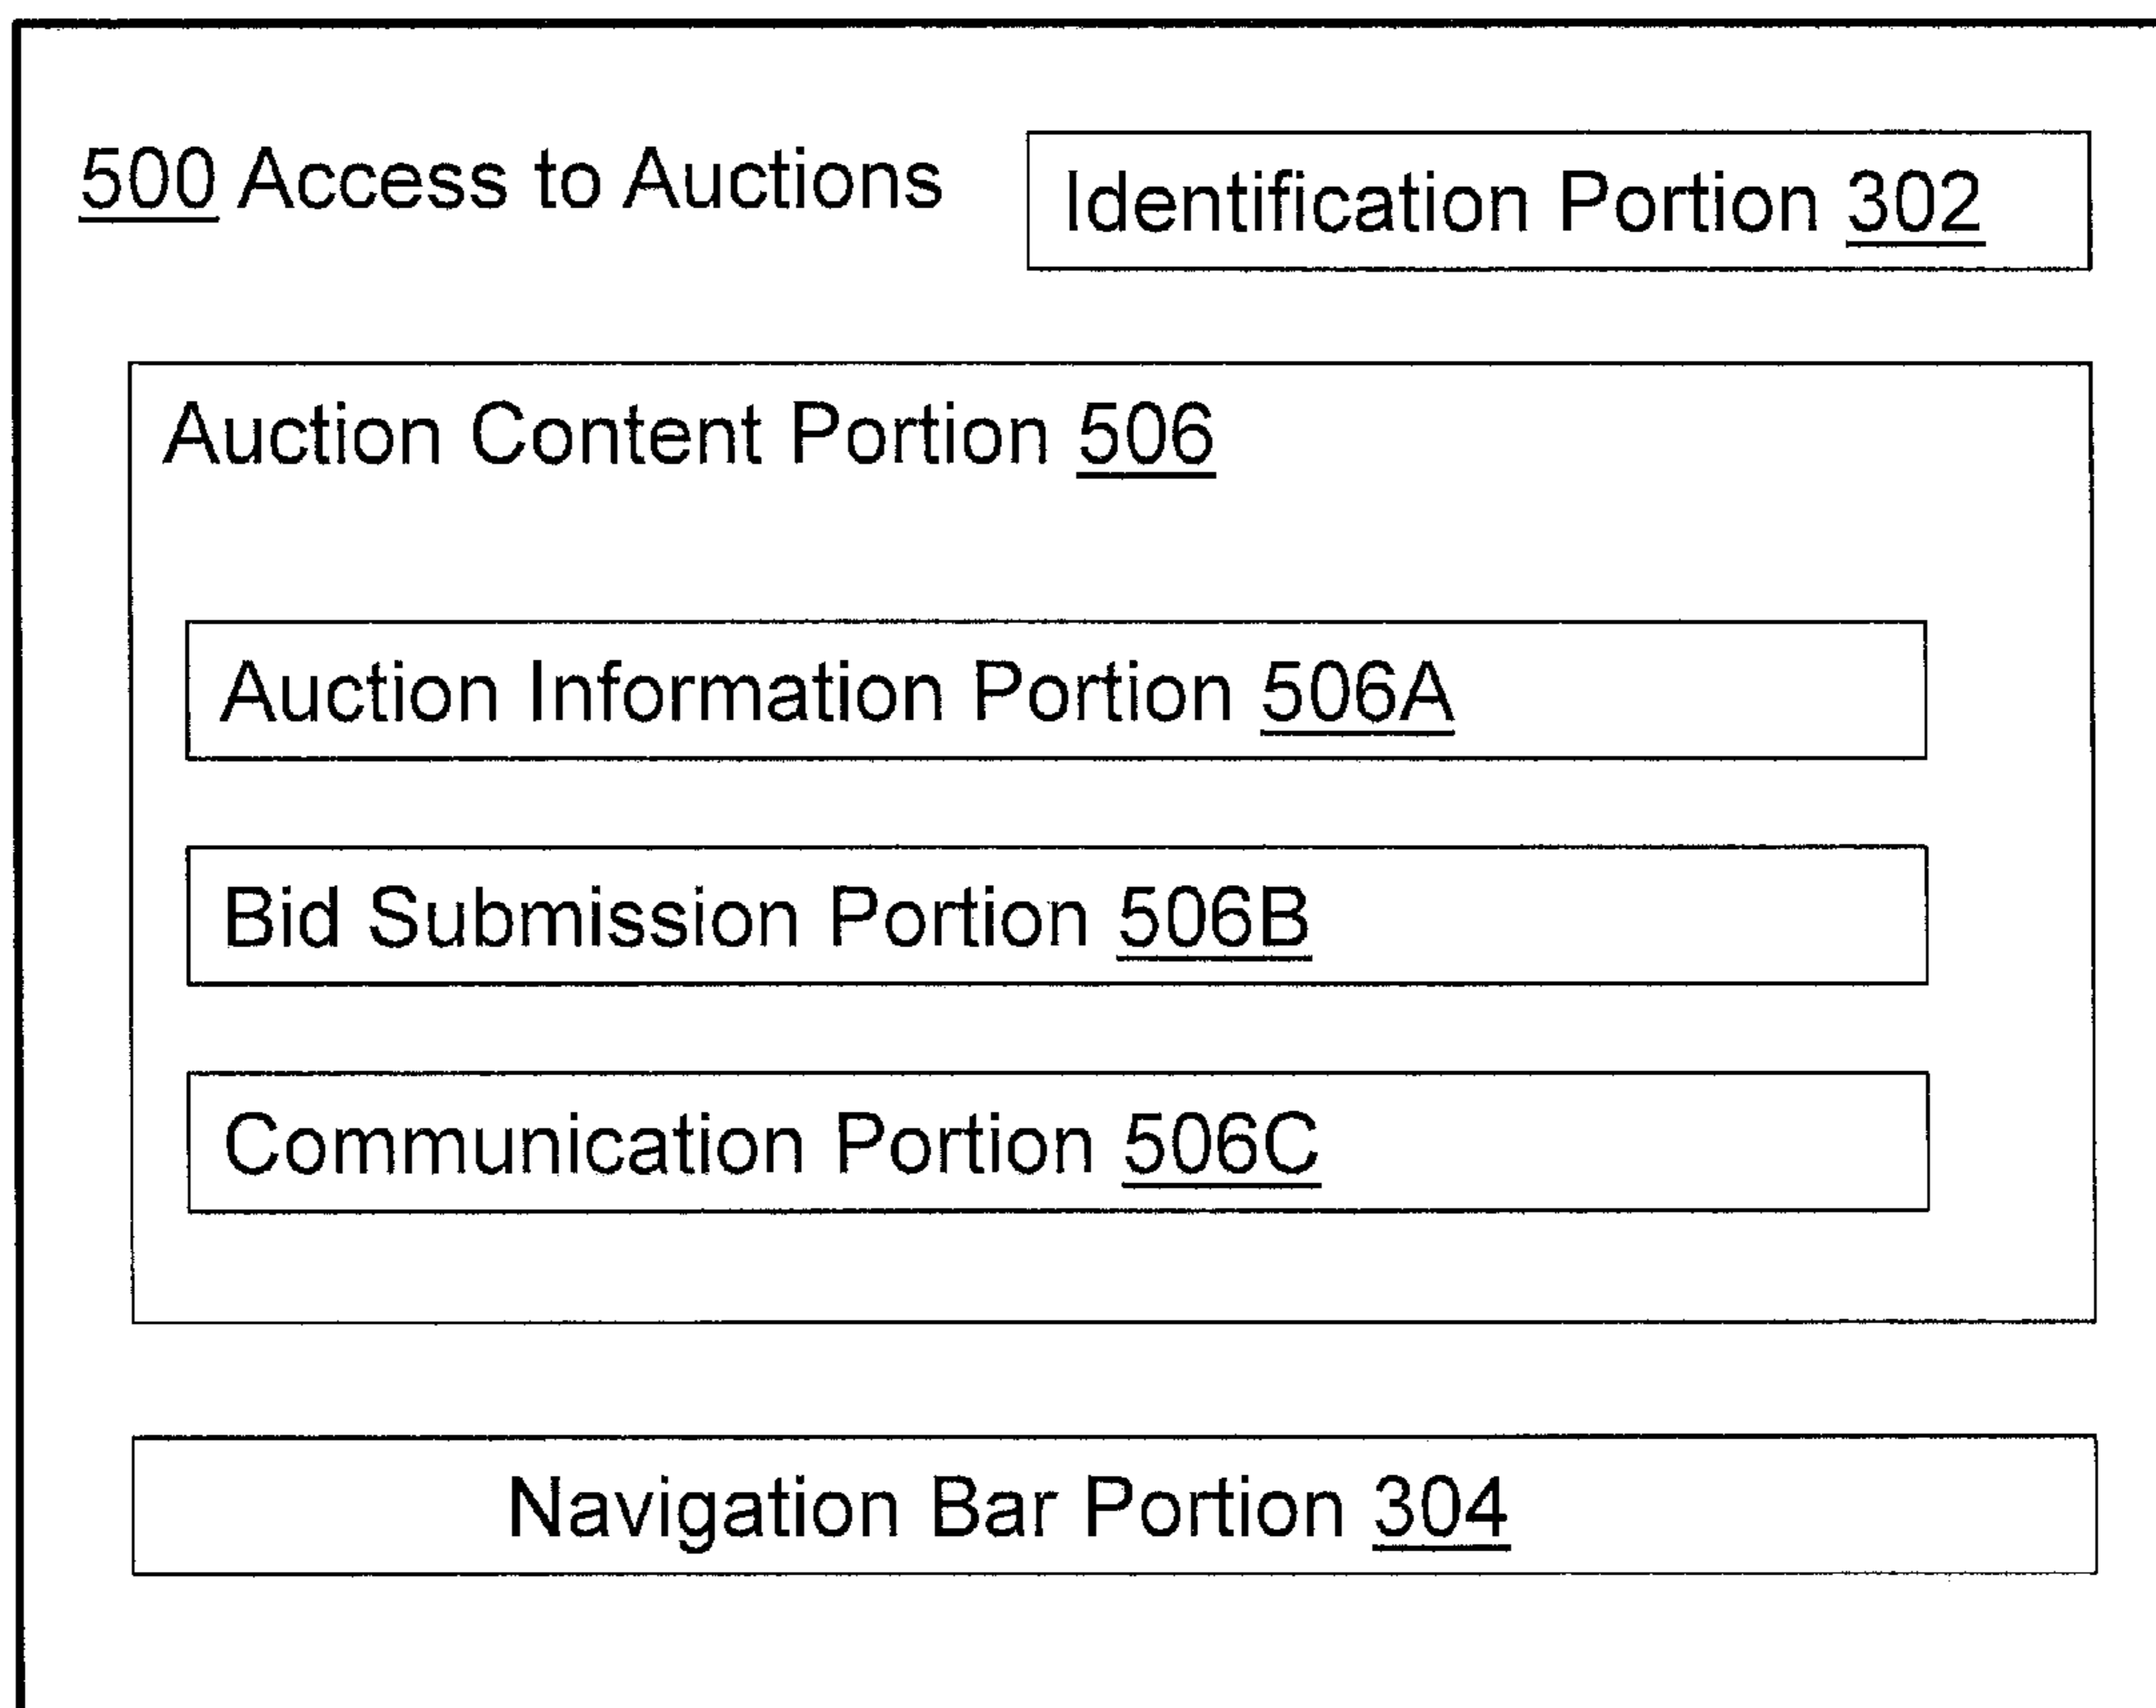 500 Access to Auctions
Identification Portion 302
Auction Content Portion 506
Auction Information Portion 506A
Bid Submission Portion 506B
Communication Portion 506C
Navigation Bar Portion 304